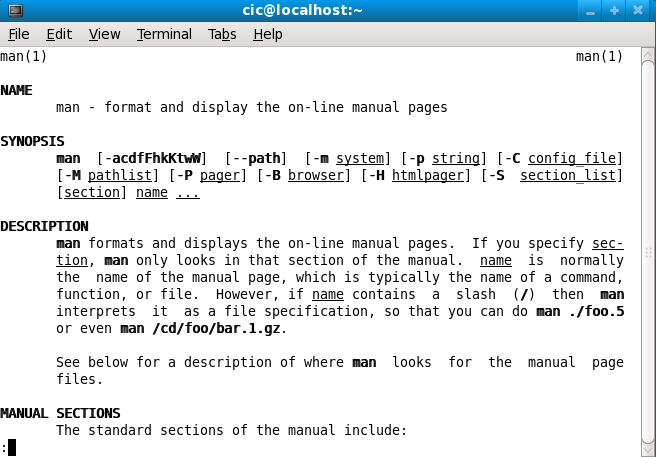 cic@localhost:~
File Edit View Terminal Tabs Help
man(1) man(1)
NAME
man - format and display the on-line manual pages
SYNOPSIS
man [-acdfFhkKtwW] [--path] [-m system] [-p string] [-C config_file]
[-M pathlist] [-P pager] [-B browser] [-H htmlpager] [-S section_list]
[section] name ...
DESCRIPTION
man formats and displays the on-line manual pages. If you specify sec-
tion, man only looks in that section of the manual. name is normally
the name of the manual page, which is typically the name of a command,
function, or file. However, if name contains a slash (/) then man
interprets it as a file specification, so that you can do man ./foo.5
or even man /cd/foo/bar.1.gz.
See below for a description of where man looks for the manual page
files.
MANUAL SECTIONS
The standard sections of the manual include:
: